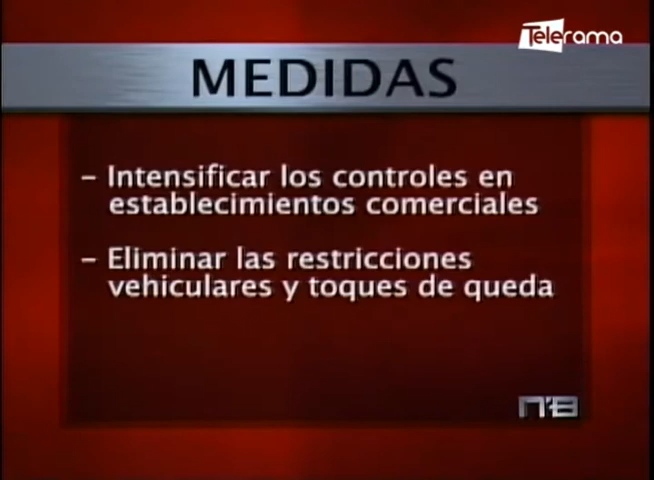 Telerama
MEDIDAS
– Intensificar los controles en
establecimientos comerciales
– Eliminar las restricciones
vehiculares y toques de queda